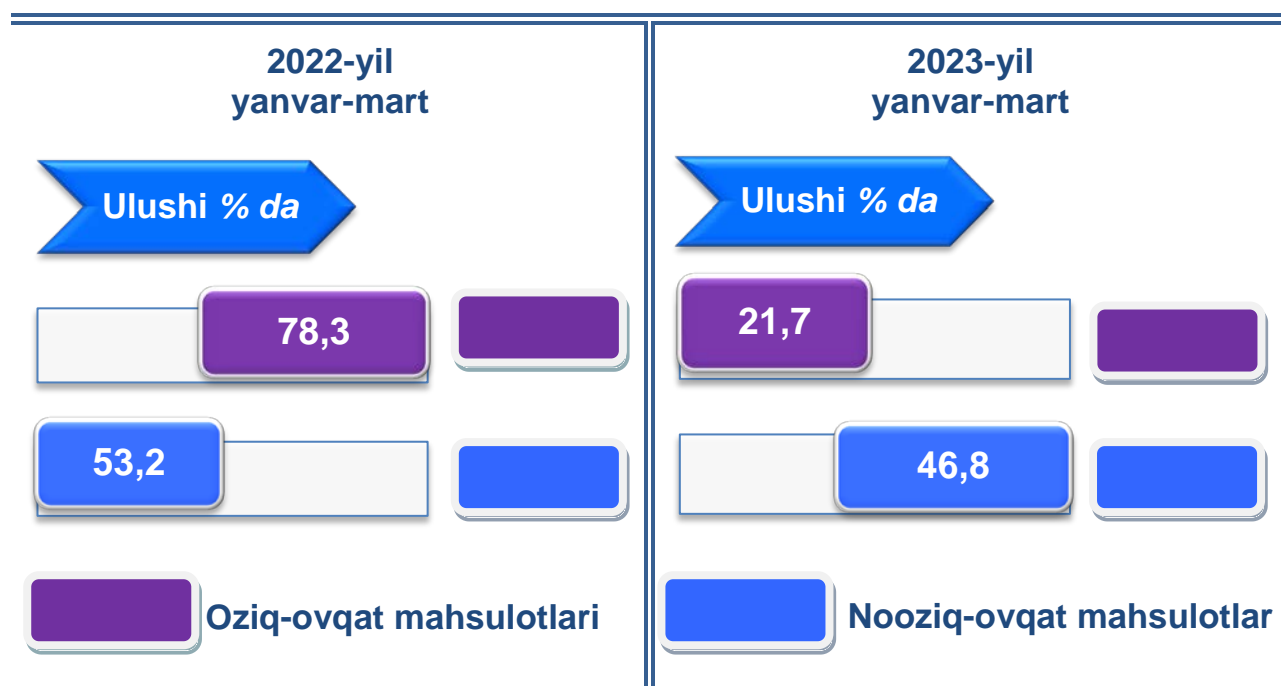 2022-yil
yanvar-mart
Ulushi % da
78,3
53,2
2023-yil
yanvar-mart
Ulushi % da
21,7
46,8
Oziq-ovqat mahsulotlari
Nooziq-ovqat mahsulotlar